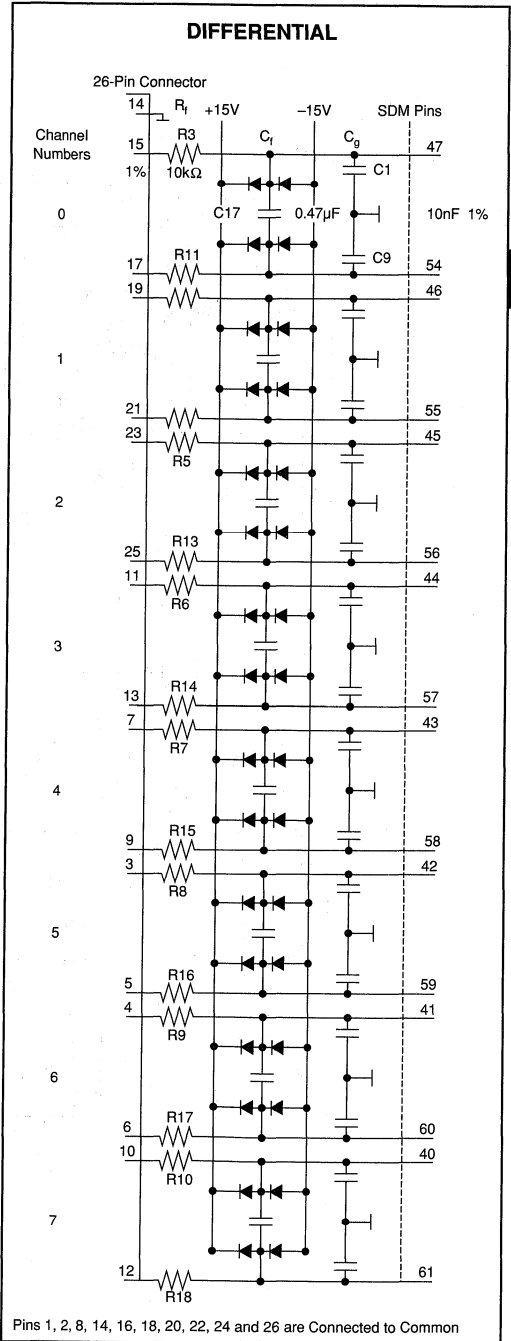 DIFFERENTIAL
26-Pin Connector
14 Rf +15V –15V SDM Pins
Channel
Numbers
R3 Cf Cg 47
15
1% 10kΩ C1
0 C17 0.47µF 10nF 1%
R11 C9
17 54
19 46
1
21 55
23 45
R5
2
R13
25 56
11 44
R6
3
R14
13 57
7 43
R7
4
R15
9 58
3 42
R8
5
R16
5 59
4 41
R9
6
R17
6 60
10 40
R10
7
12 61
R18
Pins 1, 2, 8, 14, 16, 18, 20, 22, 24 and 26 are Connected to Common